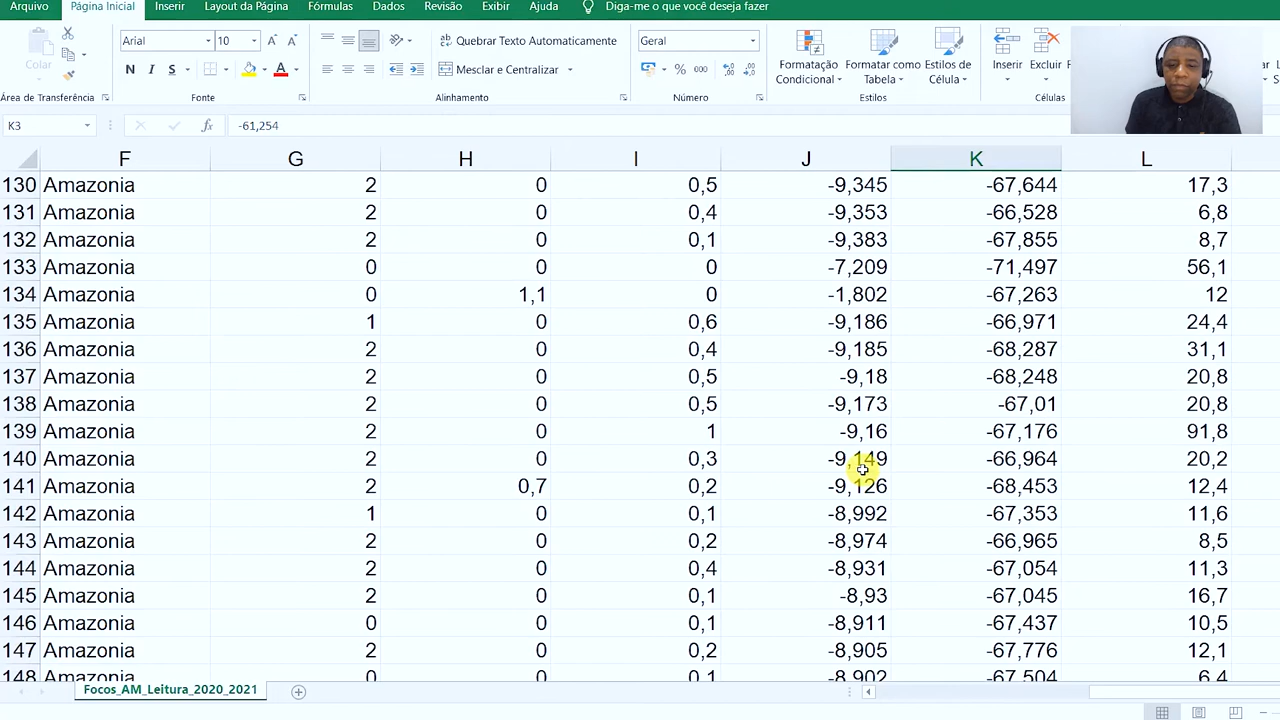 Arquivo Página Inicial Inserir Layout da Página Fórmulas Dados Revisão Exibir Ajuda Diga-me o que você deseja fazer
Arial 10 Quebrar Texto Automaticamente Geral
Colar N I S A Mesclar e Centralizar % 000 Formatação Condicional Formatar como Tabela Estilos de Célula Inserir Excluir
Área de Transferência Fonte Alinhamento Número Estilos Células
K3 fx -61,254
F G H I J K L
130 Amazonia 2 0 0,5 -9,345 -67,644 17,3
131 Amazonia 2 0 0,4 -9,353 -66,528 6,8
132 Amazonia 2 0 0,1 -9,383 -67,855 8,7
133 Amazonia 0 0 0 -7,209 -71,497 56,1
134 Amazonia 0 1,1 0 -1,802 -67,263 12
135 Amazonia 1 0 0,6 -9,186 -66,971 24,4
136 Amazonia 2 0 0,4 -9,185 -68,287 31,1
137 Amazonia 2 0 0,5 -9,18 -68,248 20,8
138 Amazonia 2 0 0,5 -9,173 -67,01 20,8
139 Amazonia 2 0 1 -9,16 -67,176 91,8
140 Amazonia 2 0 0,3 -9,149 -66,964 20,2
141 Amazonia 2 0,7 0,2 -9,126 -68,453 12,4
142 Amazonia 1 0 0,1 -8,992 -67,353 11,6
143 Amazonia 2 0 0,2 -8,974 -66,965 8,5
144 Amazonia 2 0 0,4 -8,931 -67,054 11,3
145 Amazonia 2 0 0,1 -8,93 -67,045 16,7
146 Amazonia 0 0 0,1 -8,911 -67,437 10,5
147 Amazonia 2 0 0,2 -8,905 -67,776 12,1
148 Amazonia 0 0 0,1 -8,902 -67,504 6,4
Focos_AM_Leitura_2020_2021